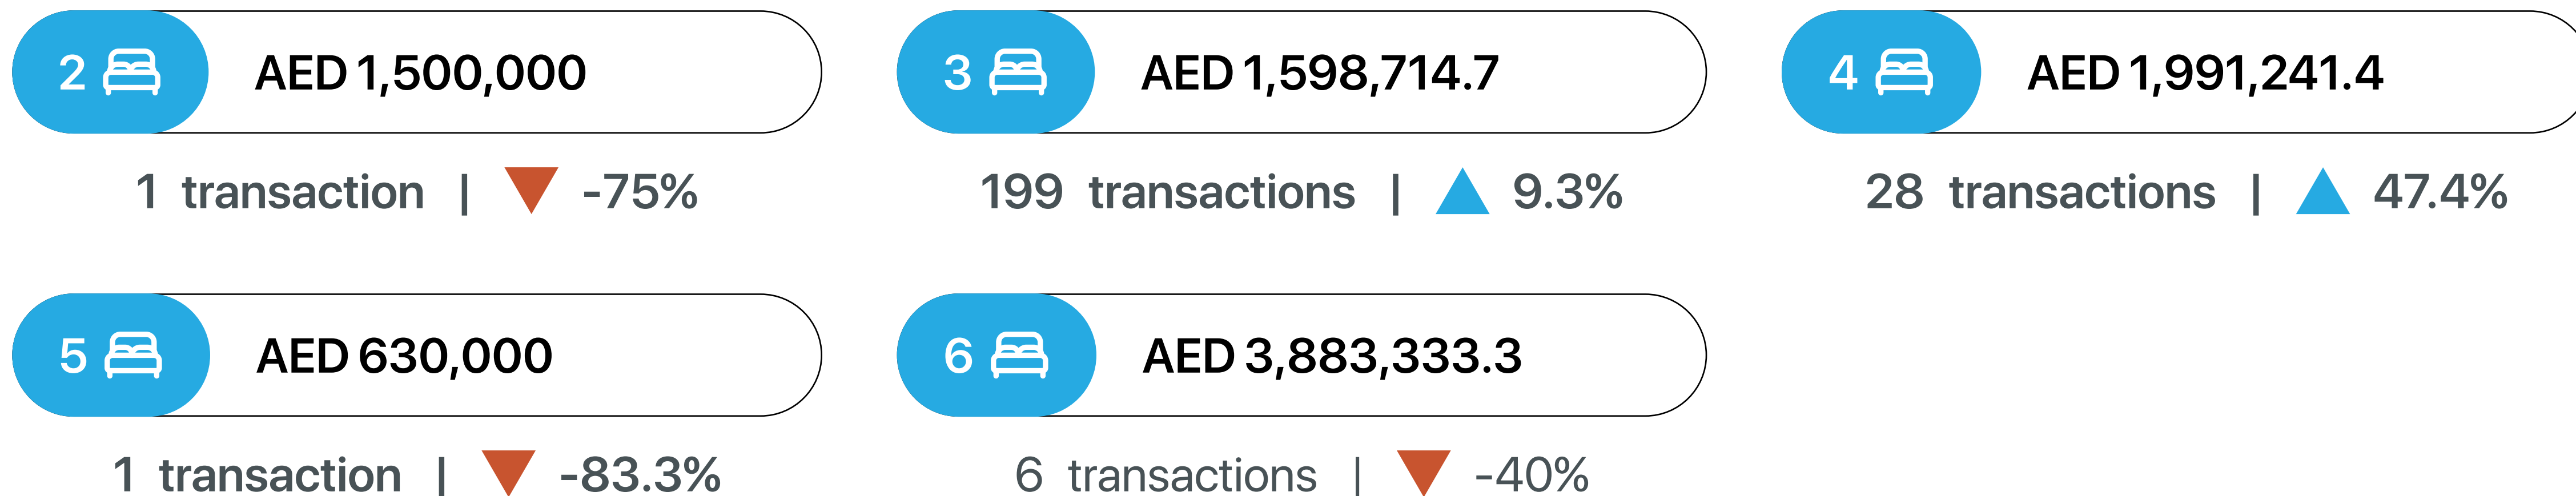 2 AED 1,500,000
3 AED 1,598,714.7
4 AED 1,991,241.4
1 transaction | -75%
199 transactions | 9.3%
28 transactions | 47.4%
5 AED 630,000
6 AED 3,883,333.3
1 transaction | -83.3%
6 transactions | -40%